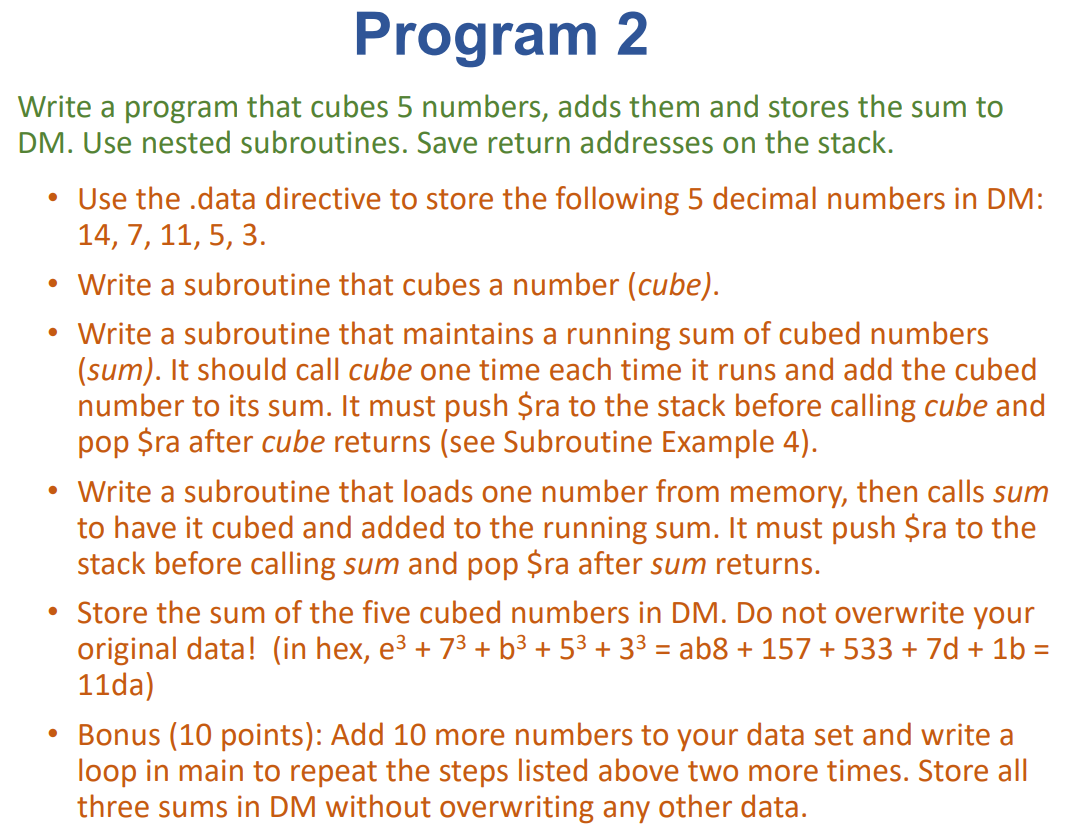 Program 2
Write a program that cubes 5 numbers, adds them and stores the sum to
DM. Use nested subroutines. Save return addresses on the stack.
• Use the .data directive to store the following 5 decimal numbers in DM:
14, 7, 11, 5, 3.
• Write a subroutine that cubes a number (cube).
• Write a subroutine that maintains a running sum of cubed numbers
(sum). It should call cube one time each time it runs and add the cubed
number to its sum. It must push $ra to the stack before calling cube and
pop $ra after cube returns (see Subroutine Example 4).
• Write a subroutine that loads one number from memory, then calls sum
to have it cubed and added to the running sum. It must push $ra to the
stack before calling sum and pop $ra after sum returns.
• Store the sum of the five cubed numbers in DM. Do not overwrite your
original data! (in hex, e³ + 7³ + b³ + 5³ + 3³ = ab8 + 157 + 533 + 7d + 1b =
11da)
• Bonus (10 points): Add 10 more numbers to your data set and write a
loop in main to repeat the steps listed above two more times. Store all
three sums in DM without overwriting any other data.